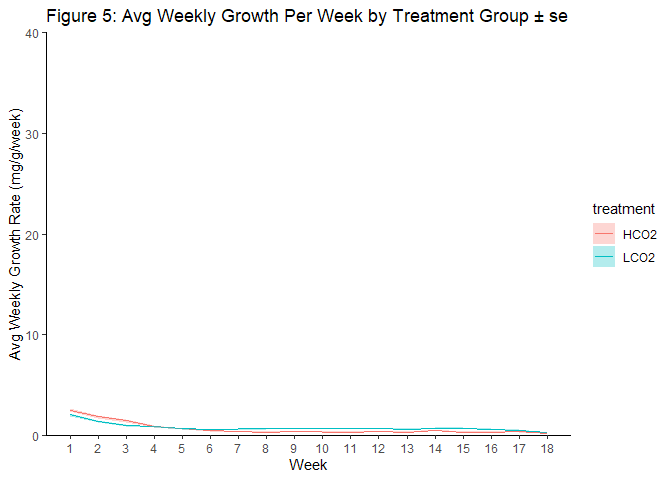 Figure 5: Avg Weekly Growth Per Week by Treatment Group ± se
Avg Weekly Growth Rate (mg/g/week)
40
30
20
10
0
1 2 3 4 5 6 7 8 9 10 11 12 13 14 15 16 17 18
Week
treatment
HCO2
LCO2